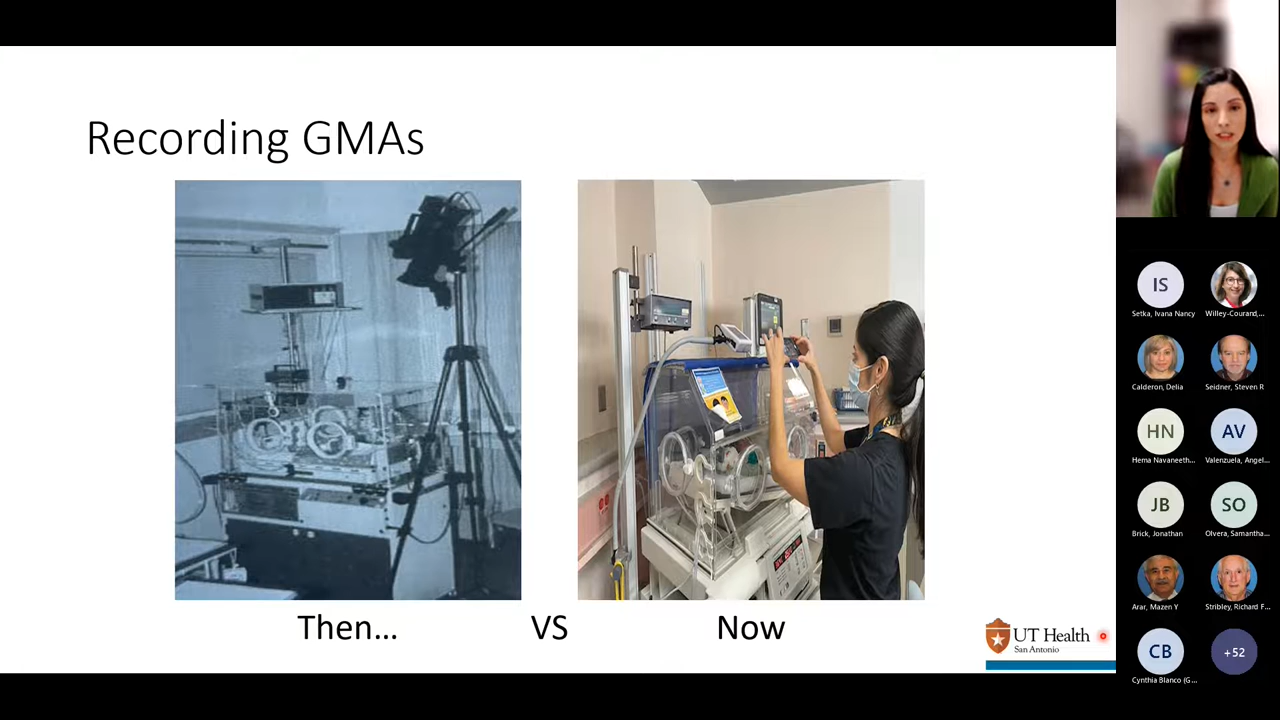 Recording GMAs
Then...
VS
Now
UT Health
San Antonio
IS
Setka, Ivana Nancy
Willey-Courand,...
Calderon, Delia
Seidner, Steven R
HN
Hema Navaneeth...
AV
Valenzuela, Angel...
JB
Brick, Jonathan
SO
Olvera, Samantha...
Arar, Mazen Y
Stribley, Richard F...
CB
Cynthia Blanco (G...
+52